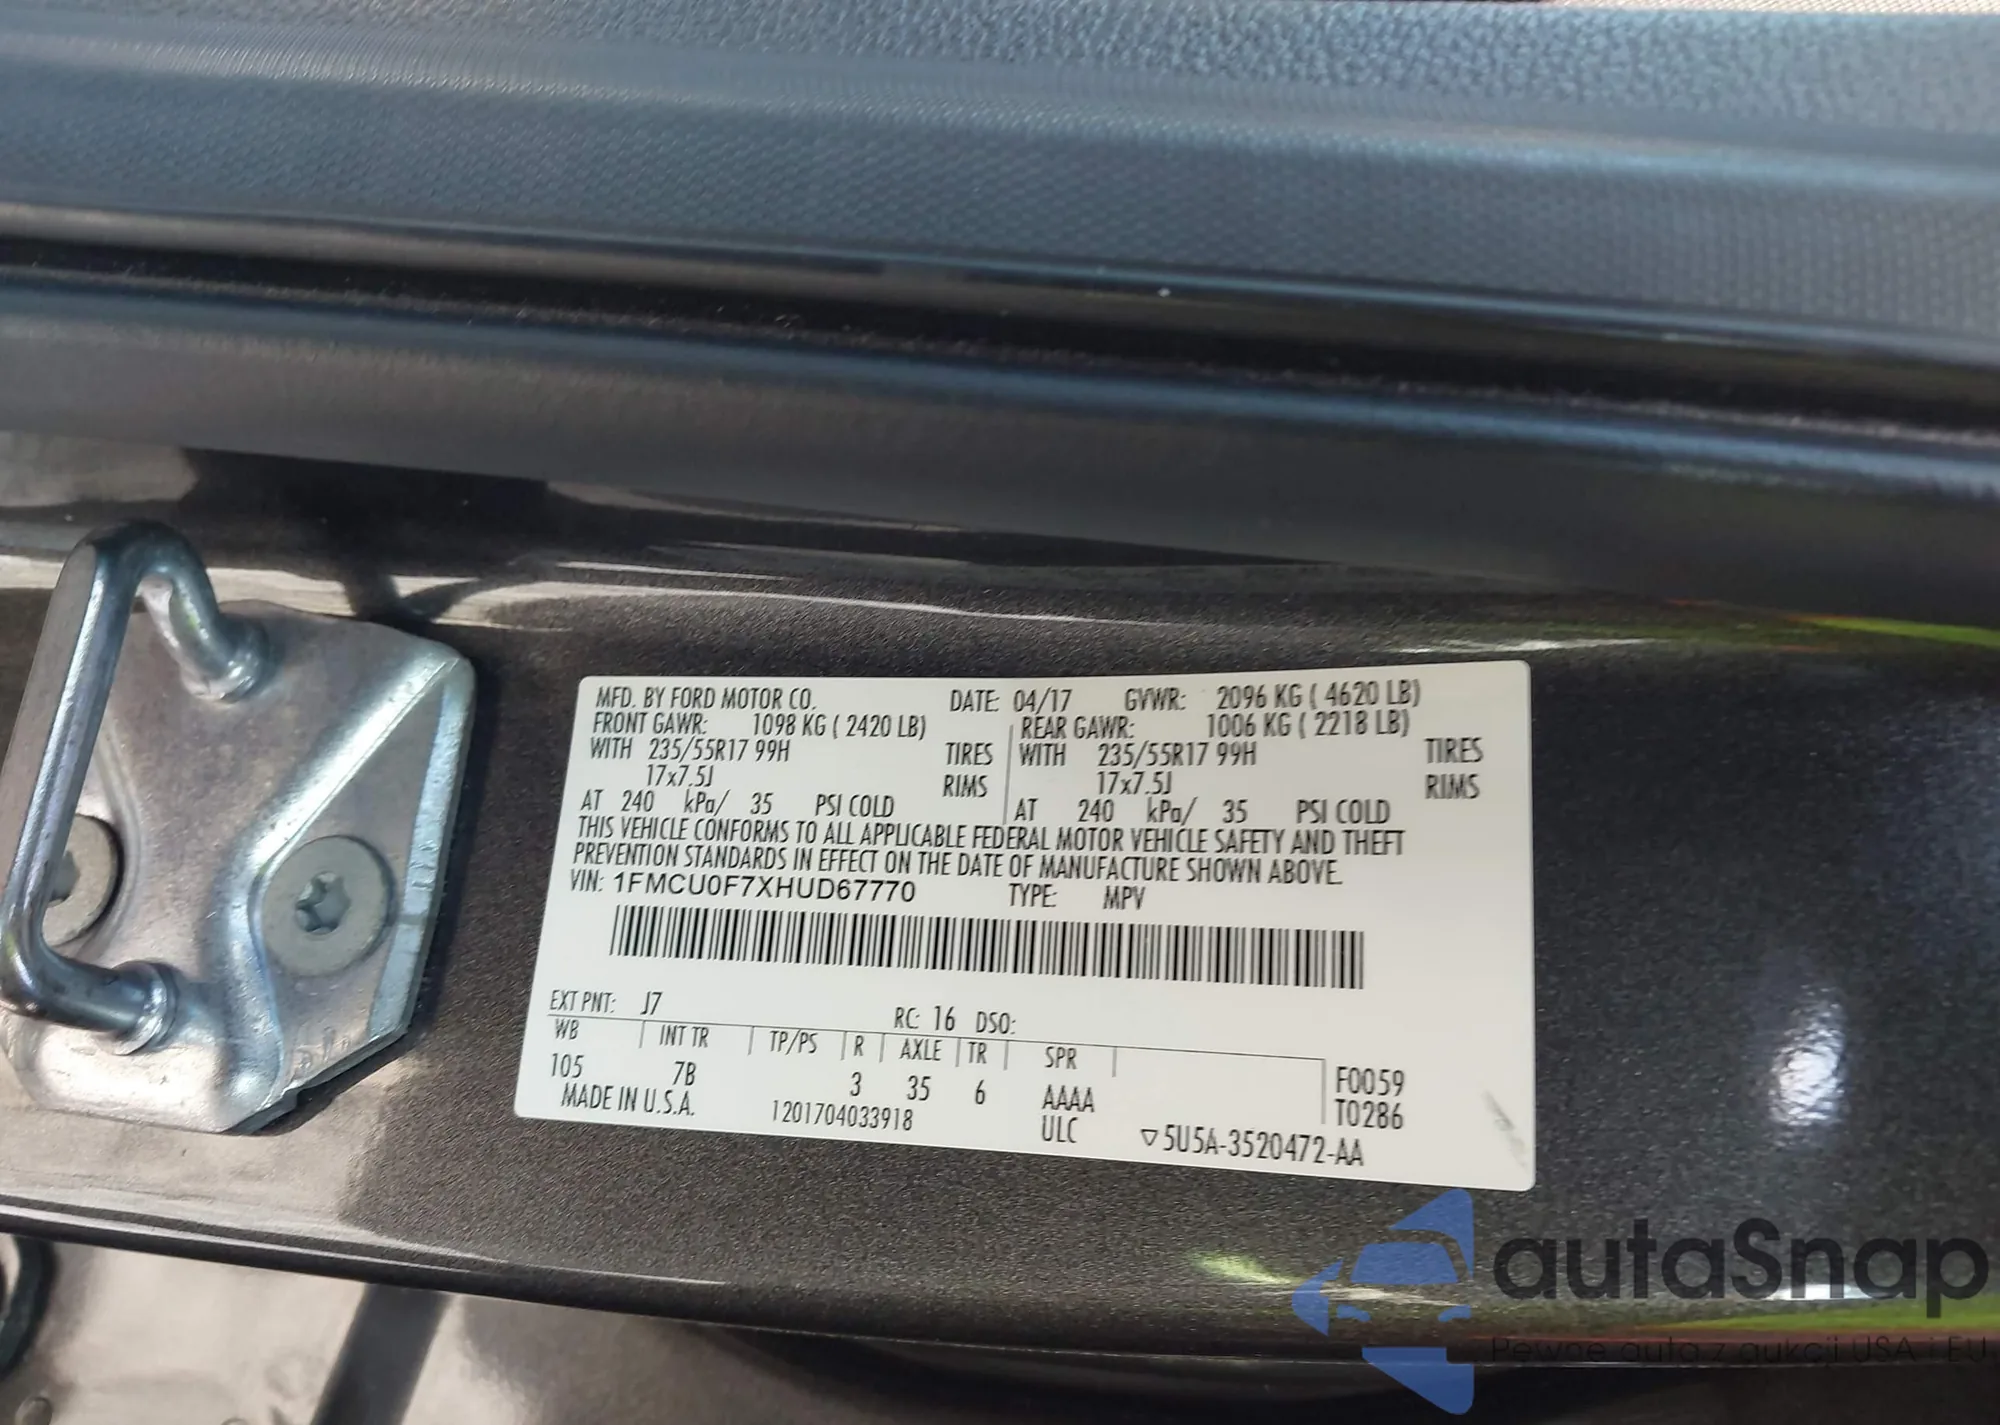 MFD. BY FORD MOTOR CO. DATE: 04/17 GVWR: 2096 KG ( 4620 LB)
FRONT GAWR: 1098 KG ( 2420 LB) REAR GAWR: 1006 KG ( 2218 LB)
WITH 235/55R17 99H TIRES WITH 235/55R17 99H TIRES
17x7.5J RIMS 17x7.5J RIMS
AT 240 kPa/ 35 PSI COLD AT 240 kPa/ 35 PSI COLD
THIS VEHICLE CONFORMS TO ALL APPLICABLE FEDERAL MOTOR VEHICLE SAFETY AND THEFT
PREVENTION STANDARDS IN EFFECT ON THE DATE OF MANUFACTURE SHOWN ABOVE.
VIN: 1FMCU0F7XHUD67770 TYPE: MPV
EXT PNT: J7 RC: 16 DSO:
WB INT TR TP/PS R AXLE TR SPR
105 7B 3 35 6 AAAA F0059
MADE IN U.S.A. 1201704033918 ULC T0286
▽5U5A-3520472-AA
autaSnap
Pewne auta z aukcji USA i EU